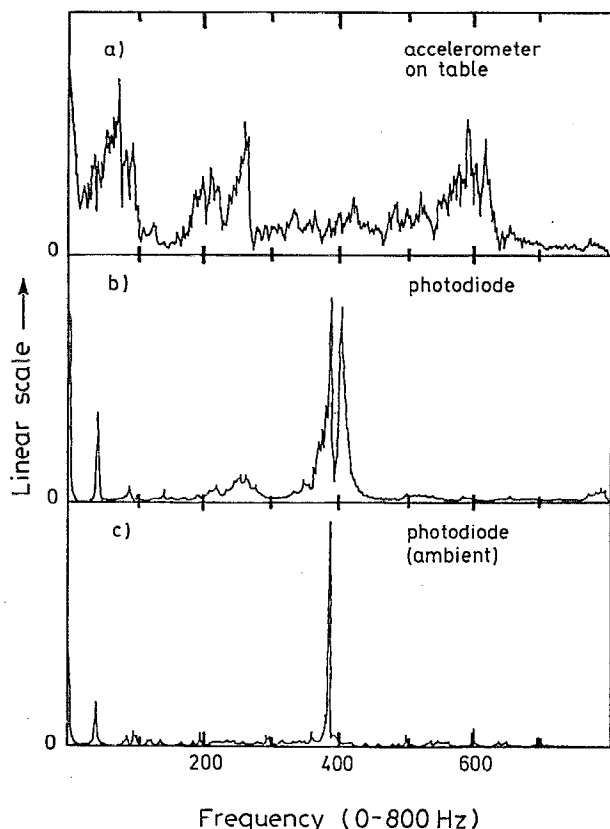 a)
accelerometer
on table
0
b)
photodiode
0
c)
photodiode
(ambient)
0
Linear scale →
200
400
600
Frequency (0-800 Hz)